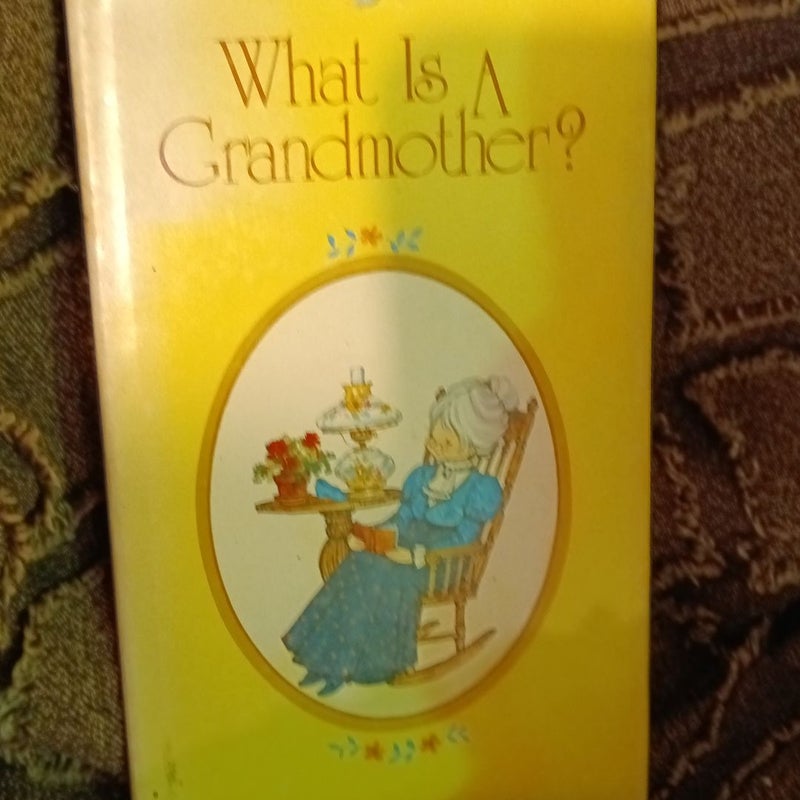 What Is A
Grandmother?